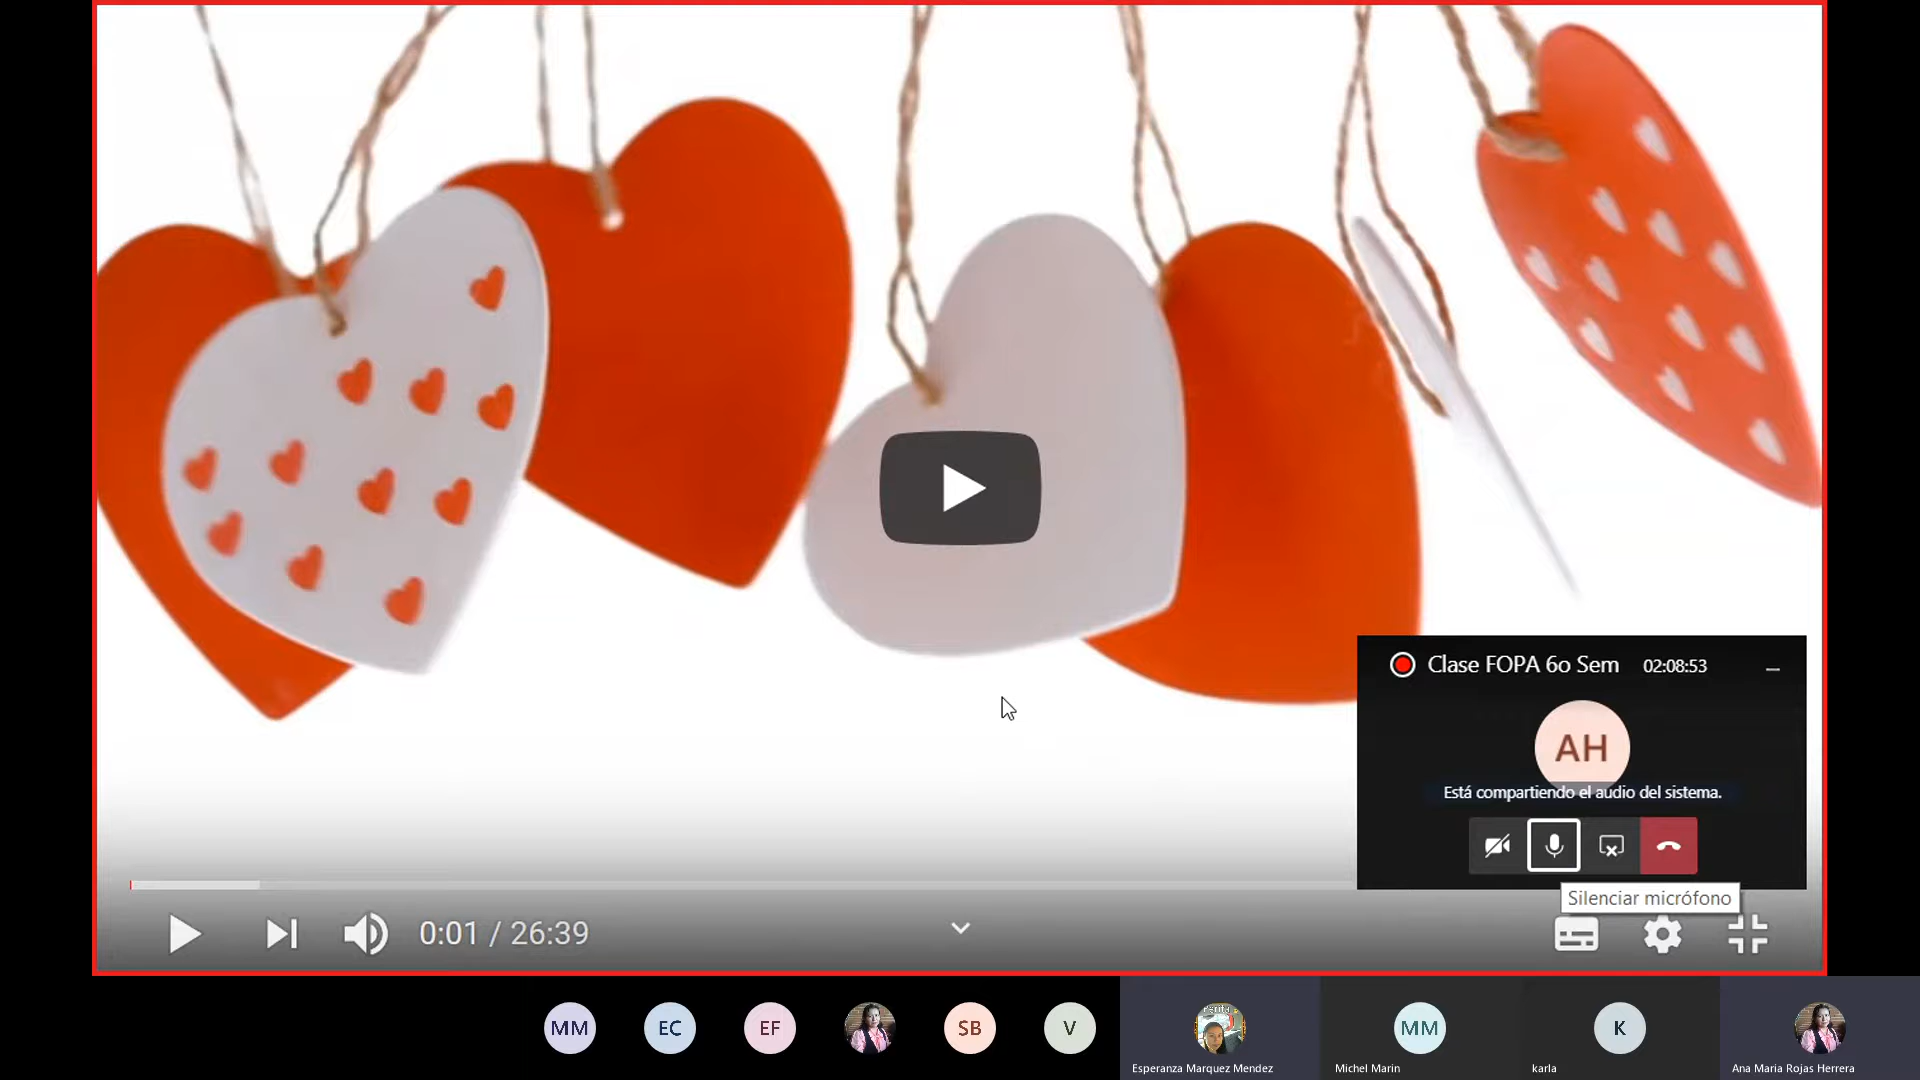 Clase FOPA 6o Sem 02:08:53
AH
Está compartiendo el audio del sistema.
Silenciar micrófono
0:01 / 26:39
MM
EC
EF
SB
V
Esperanza Marquez Mendez
MM
Michel Marin
K
karla
Ana Maria Rojas Herrera